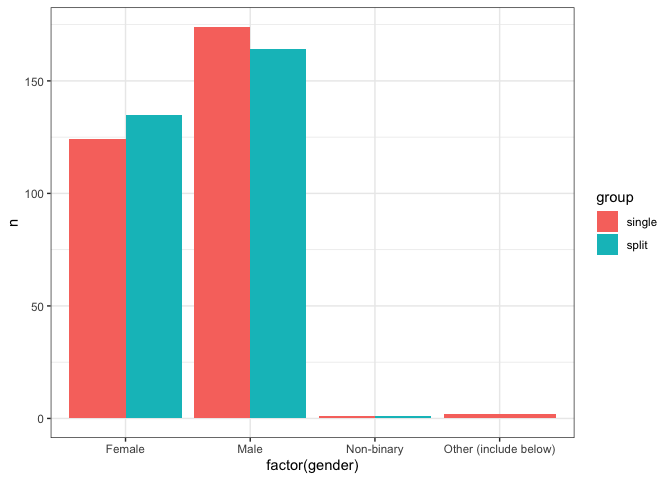 150
100
50
0
n
Female
Male
Non-binary
Other (include below)
factor(gender)
group
single
split